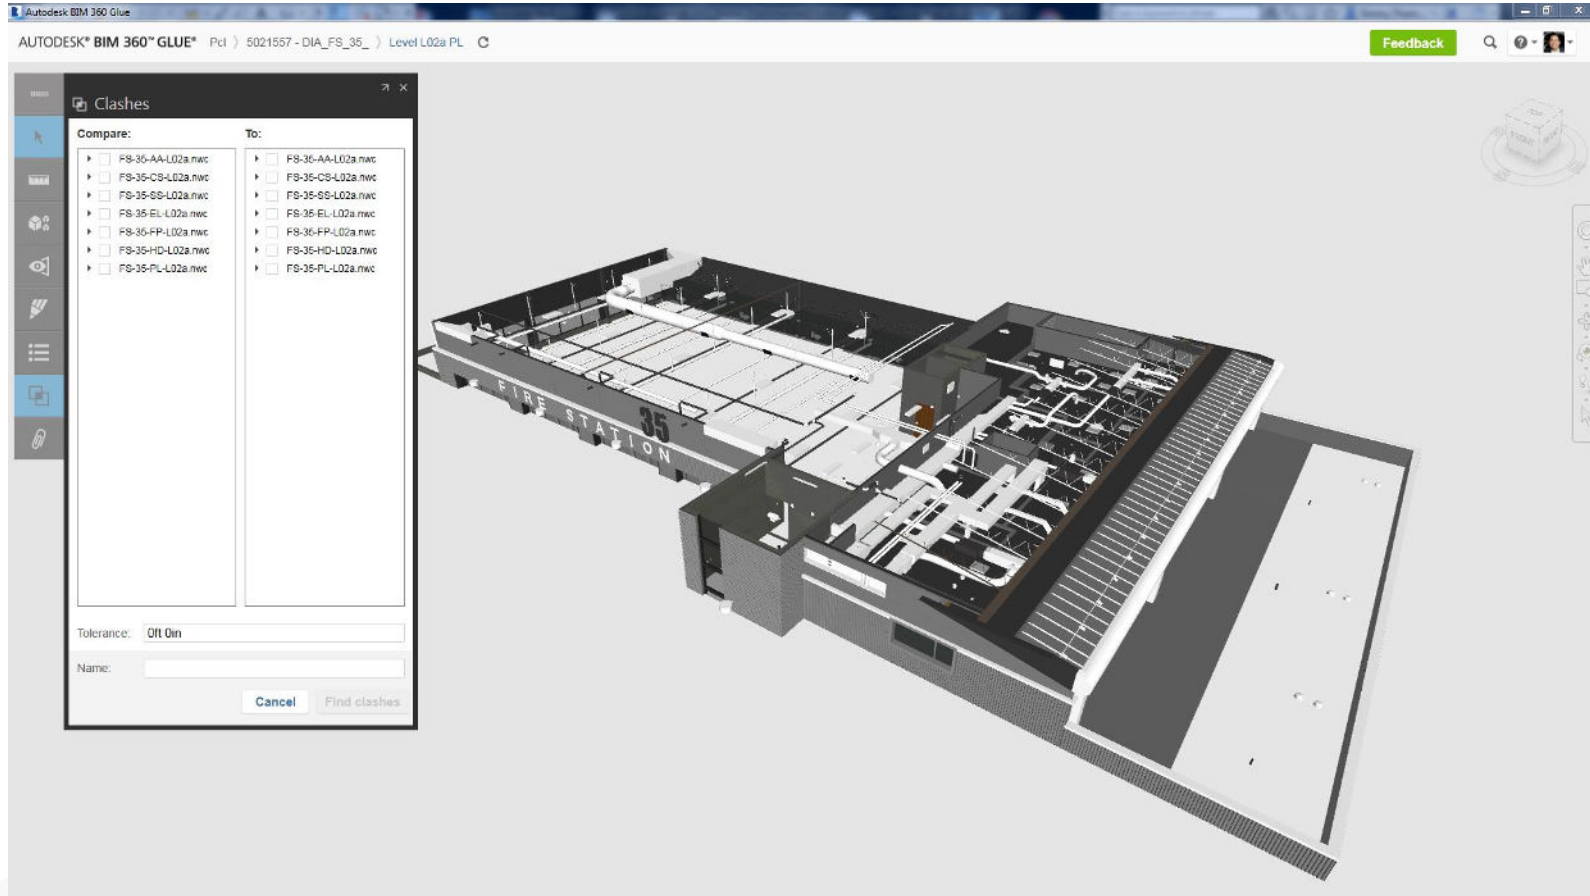 Autodesk BIM 360 Glue
AUTODESK® BIM 360™ GLUE® Pcl 〉 5021557 - DIA_FS_35_ 〉 Level L02a PL
Feedback
Clashes
Compare:
FS-35-AA-L02a.nwc
FS-35-CS-L02a.nwc
FS-35-SS-L02a.nwc
FS-35-EL-L02a.nwc
FS-35-FP-L02a.nwc
FS-35-HD-L02a.nwc
FS-35-PL-L02a.nwc
To:
FS-35-AA-L02a.nwc
FS-35-CS-L02a.nwc
FS-35-SS-L02a.nwc
FS-35-EL-L02a.nwc
FS-35-FP-L02a.nwc
FS-35-HD-L02a.nwc
FS-35-PL-L02a.nwc
Tolerance: 0ft 0in
Name:
Cancel Find clashes
FIRE STATION 35